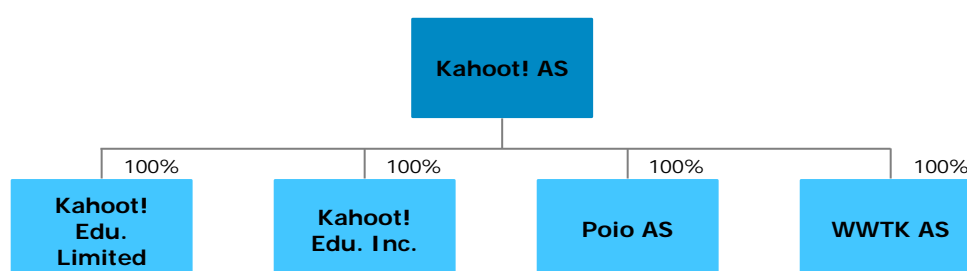 Kahoot! AS
100%
100%
100%
100%
Kahoot!
Edu.
Limited
Kahoot!
Edu. Inc.
Poio AS
WWTK AS